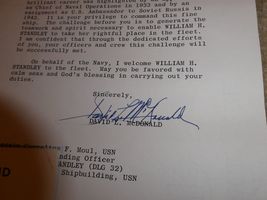 brilliant career was highlighted by
as Chief of Naval Operations in 1933 and by
assignment as U.S. Ambassador to Soviet Russia in
1942. It is your privilege to command this fine
ship. The challenge before you is to generate the
teamwork and spirit necessary to enable WILLIAM H.
STANDLEY to take her rightful place in the fleet.
I am confident that through the dedicated efforts
of you, your officers and crew this challenge will
be successfully met.
On behalf of the Navy, I welcome WILLIAM H.
STANDLEY to the fleet. May you be favored with
calm seas and God's blessing in carrying out your
duties.
Sincerely,
DAVID L. MCDONALD
F. Moul, USN
nding Officer
ANDLEY (DLG 32)
Shipbuilding, USN